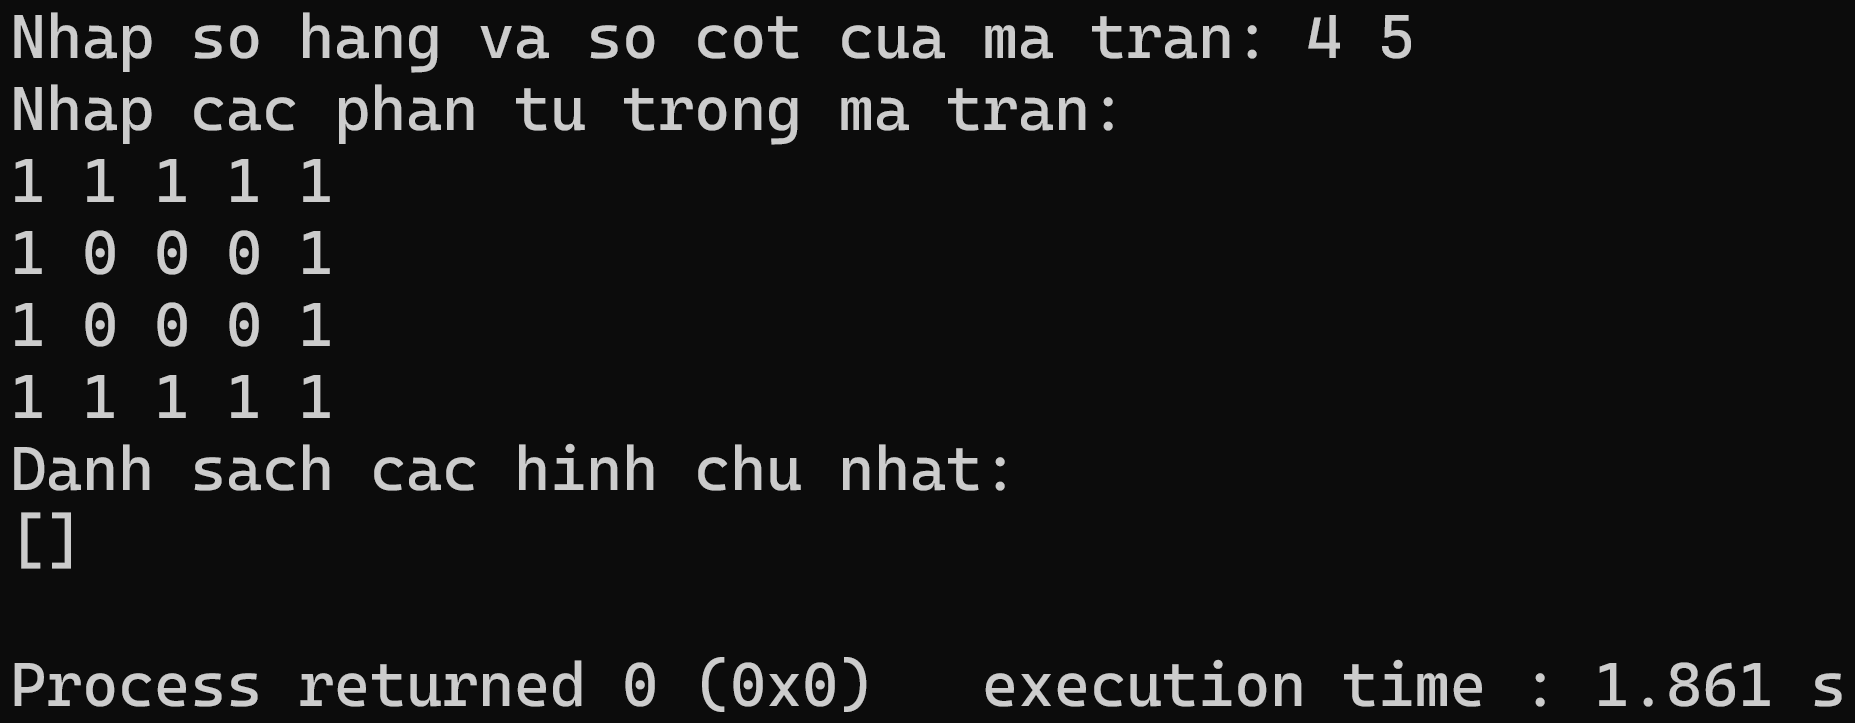 Nhap so hang va so cot cua ma tran: 4 5
Nhap cac phan tu trong ma tran:
1 1 1 1 1
1 0 0 0 1
1 0 0 0 1
1 1 1 1 1
Danh sach cac hinh chu nhat:
[]
Process returned 0 (0x0)   execution time : 1.861 s